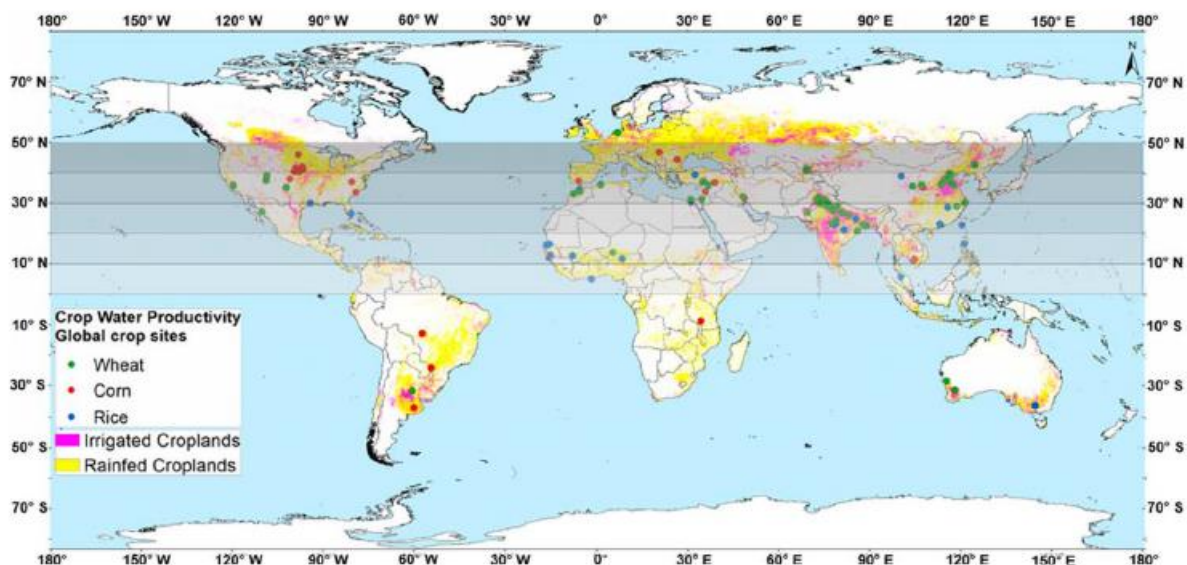 180° 150° W 120° W 90° W 60° W 30° W 0° 30° E 60° E 90° E 120° E 150° E 180°
N
70° N 70° N
50° N 50° N
30° N 30° N
10° N 10° N
10° S 10° S
30° S 30° S
50° S 50° S
70° S 70° S
Crop Water Productivity
Global crop sites
Wheat
Corn
Rice
Irrigated Croplands
Rainfed Croplands
180° 150° W 120° W 90° W 60° W 30° W 0° 30° E 60° E 90° E 120° E 150° E 180°